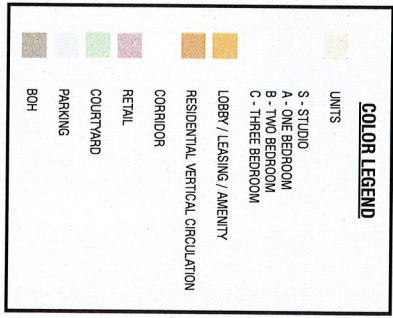 COLOR LEGEND
UNITS
S - STUDIO
A - ONE BEDROOM
B - TWO BEDROOM
C - THREE BEDROOM
LOBBY / LEASING / AMENITY
RESIDENTIAL VERTICAL CIRCULATION
CORRIDOR
RETAIL
COURTYARD
PARKING
BOH